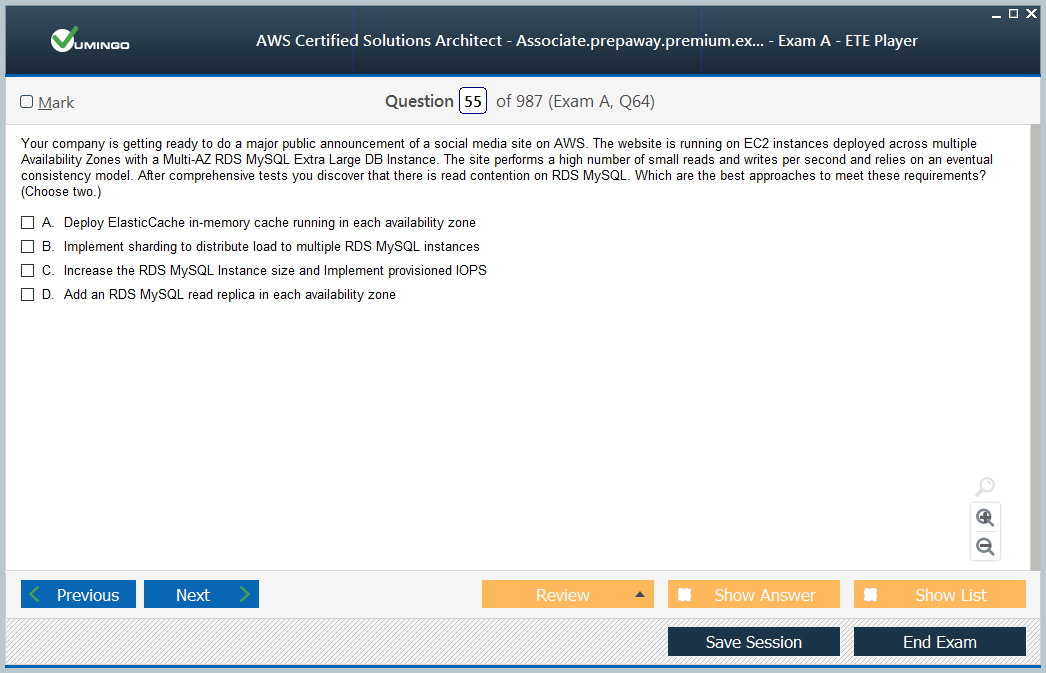 VUMINGO
AWS Certified Solutions Architect - Associate.prepaway.premium.ex... - Exam A - ETE Player
Mark
Question 55 of 987 (Exam A, Q64)
Your company is getting ready to do a major public announcement of a social media site on AWS. The website is running on EC2 instances deployed across multiple
Availability Zones with a Multi-AZ RDS MySQL Extra Large DB Instance. The site performs a high number of small reads and writes per second and relies on an eventual
consistency model. After comprehensive tests you discover that there is read contention on RDS MySQL. Which are the best approaches to meet these requirements?
(Choose two.)
A. Deploy ElasticCache in-memory cache running in each availability zone
B. Implement sharding to distribute load to multiple RDS MySQL instances
C. Increase the RDS MySQL Instance size and Implement provisioned IOPS
D. Add an RDS MySQL read replica in each availability zone
Previous
Next
Review
Show Answer
Show List
Save Session
End Exam